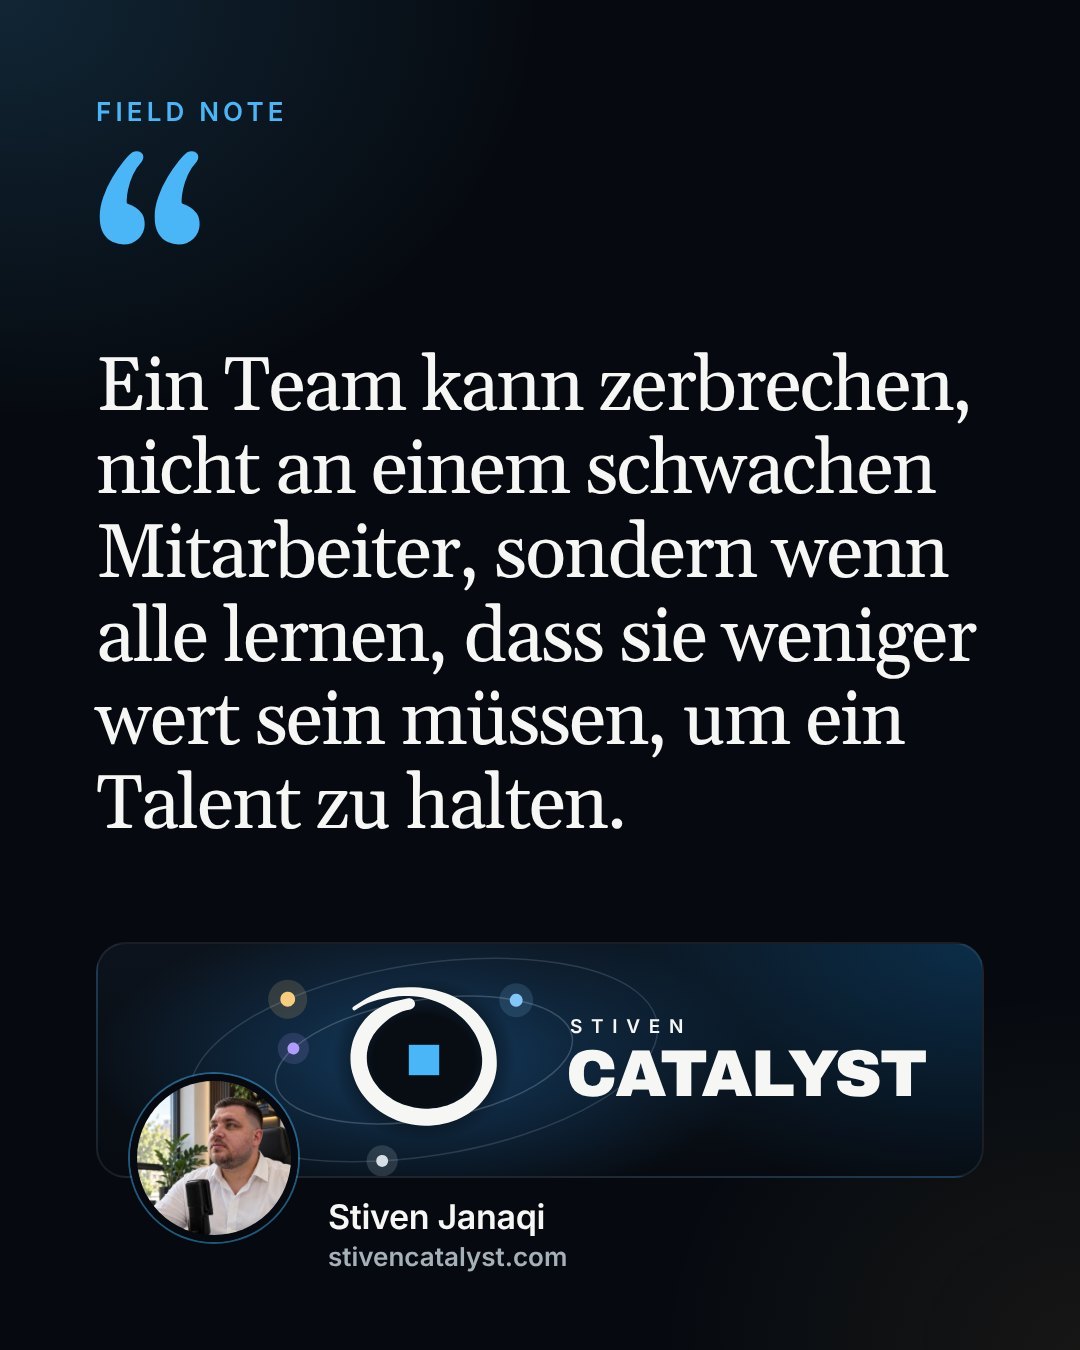 FIELD NOTE
“
Ein Team kann zerbrechen,
nicht an einem schwachen
Mitarbeiter, sondern wenn
alle lernen, dass sie weniger
wert sein müssen, um ein
Talent zu halten.
STIVEN
CATALYST
Stiven Janaqi
stivencatalyst.com